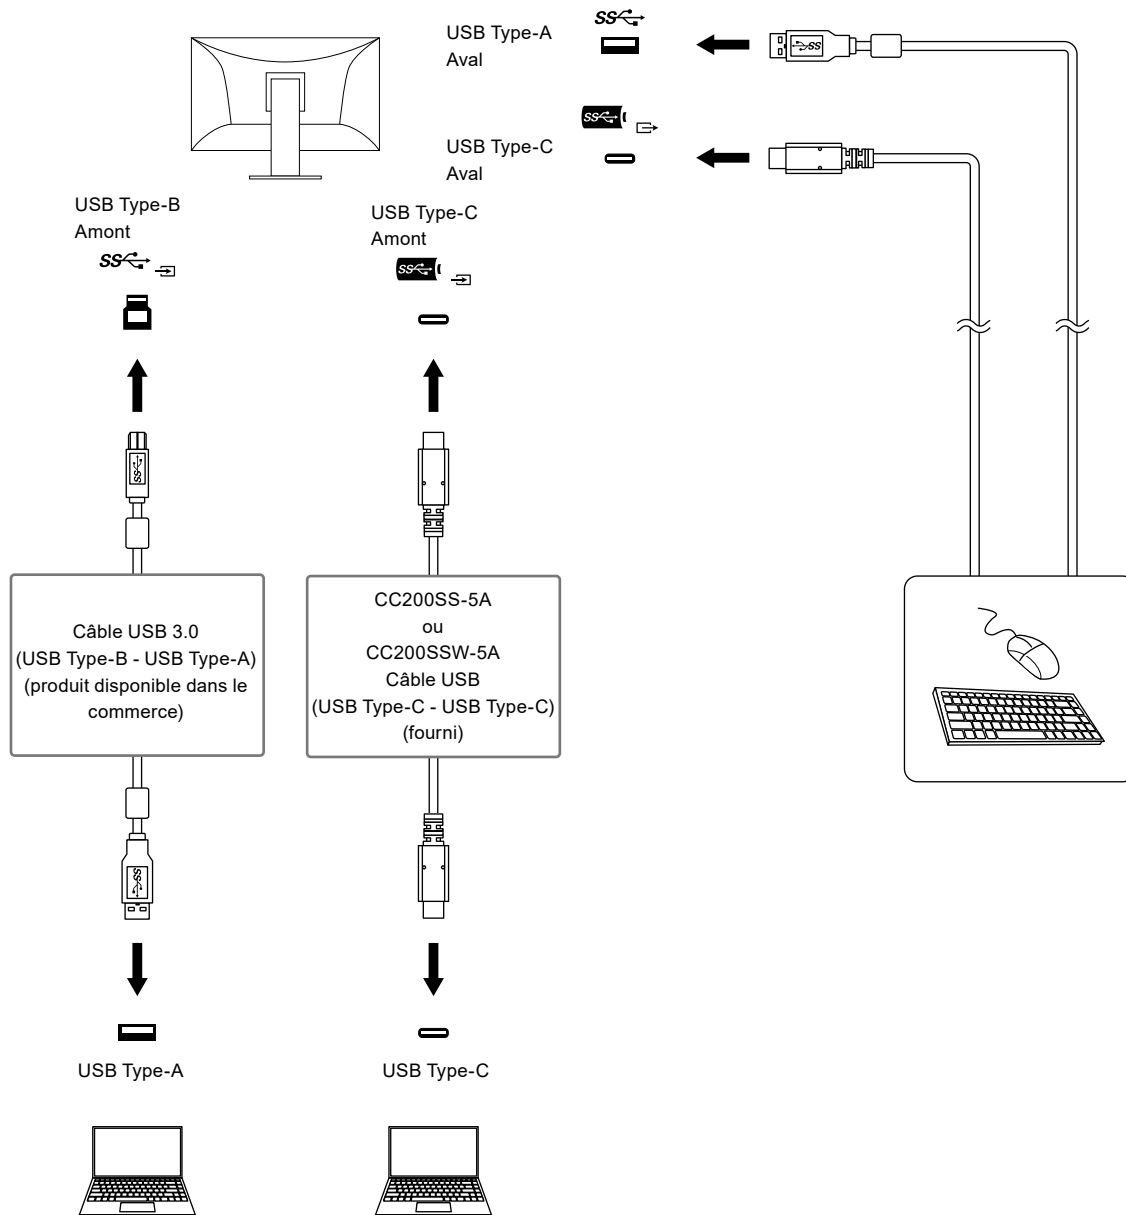 USB Type-A
Aval
USB Type-C
Aval
USB Type-B
Amont
USB Type-C
Amont
Câble USB 3.0
(USB Type-B - USB Type-A)
(produit disponible dans le
commerce)
CC200SS-5A
ou
CC200SSW-5A
Câble USB
(USB Type-C - USB Type-C)
(fourni)
USB Type-A
USB Type-C